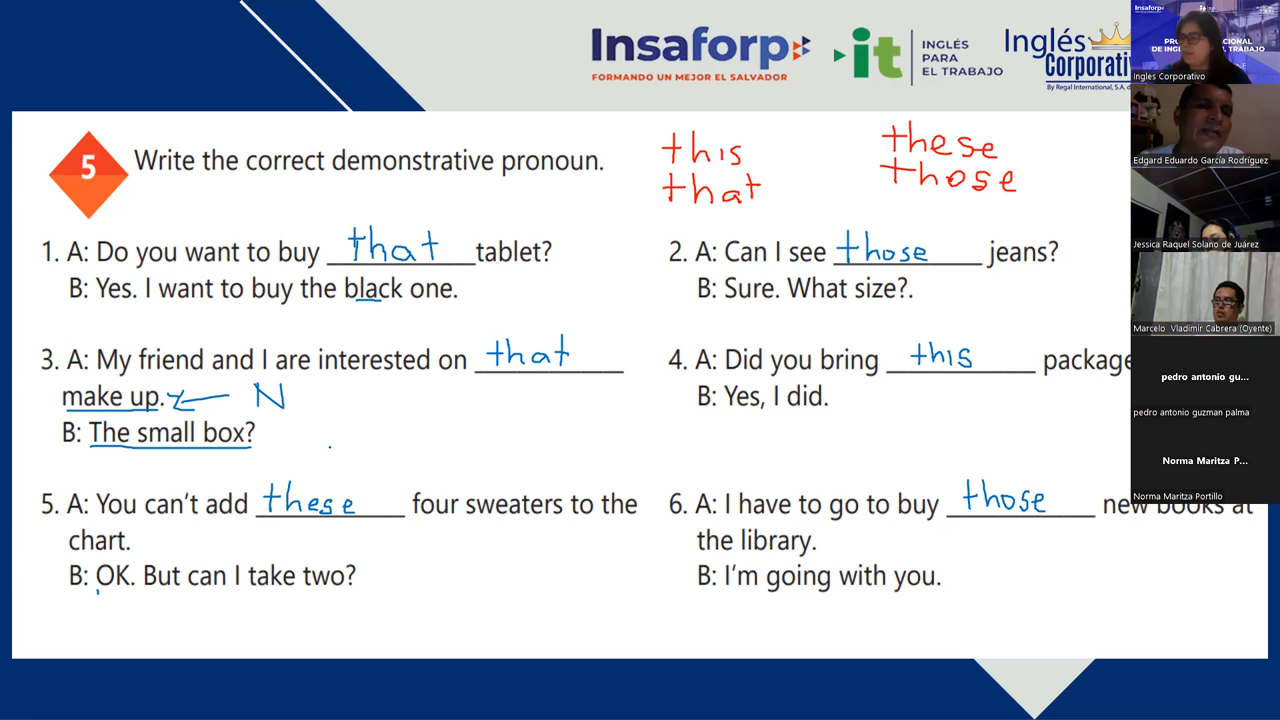 Insaforp
FORMANDO UN MEJOR EL SALVADOR
it
INGLÉS
PARA
EL TRABAJO
Inglés
Corporativ
By Regal International, S.A. d
Insaforp
Ingles Corporativo
Edgard Eduardo García Rodríguez
Jessica Raquel Solano de Juárez
Marcelo Vladimir Cabrera (Oyente)
pedro antonio gu...
pedro antonio guzman palma
Norma Maritza P...
Norma Maritza Portillo
5
Write the correct demonstrative pronoun.
this
that
these
those
1. A: Do you want to buy that tablet?
B: Yes. I want to buy the black one.
2. A: Can I see those jeans?
B: Sure. What size?.
3. A: My friend and I are interested on that
make up. N
B: The small box?
4. A: Did you bring this package
B: Yes, I did.
5. A: You can't add these four sweaters to the
chart.
B: OK. But can I take two?
6. A: I have to go to buy those new books at
the library.
B: I'm going with you.